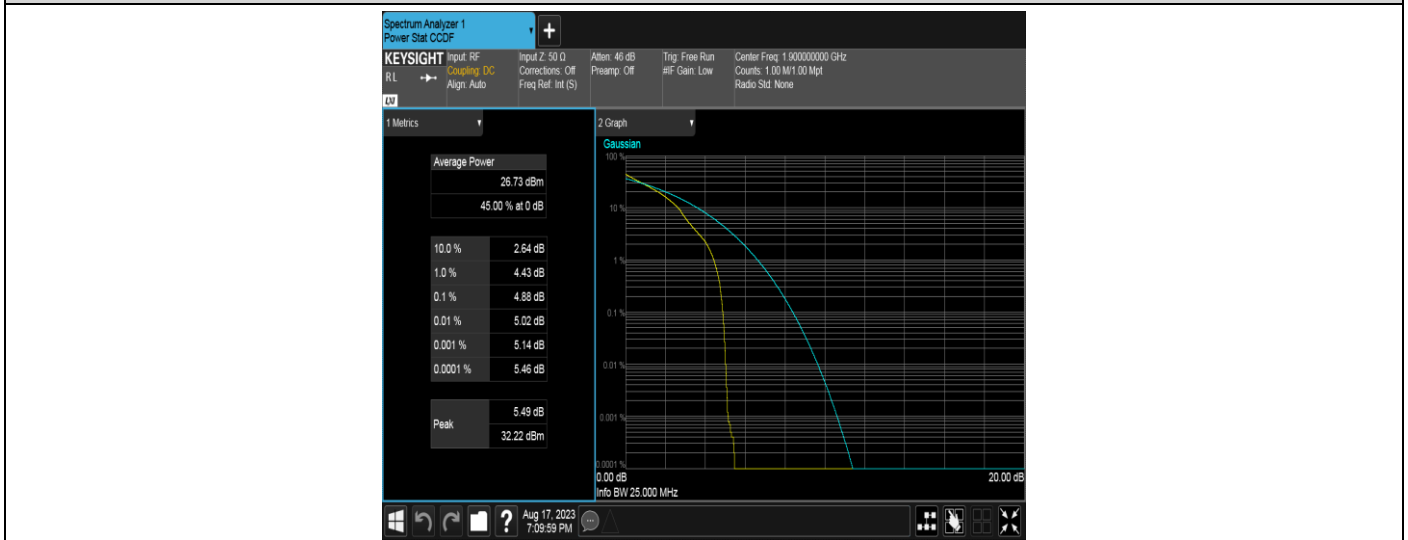 Spectrum Analyzer 1
Power Stat CCDF
+
KEYSIGHT
RL
LXI
Input: RF
Coupling: DC
Align: Auto
Input Z: 50 Ω
Corrections: Off
Freq Ref: Int (S)
Atten: 46 dB
Preamp: Off
Trig: Free Run
#IF Gain: Low
Center Freq: 1.900000000 GHz
Counts: 1.00 M/1.00 Mpt
Radio Std: None
1 Metrics
Average Power
26.73 dBm
45.00 % at 0 dB
10.0 % 2.64 dB
1.0 % 4.43 dB
0.1 % 4.88 dB
0.01 % 5.02 dB
0.001 % 5.14 dB
0.0001 % 5.46 dB
Peak
5.49 dB
32.22 dBm
2 Graph
Gaussian
100 %
10 %
1 %
0.1 %
0.01 %
0.001 %
0.0001 %
0.00 dB 20.00 dB
Info BW 25.000 MHz
?
Aug 17, 2023
7:09:59 PM